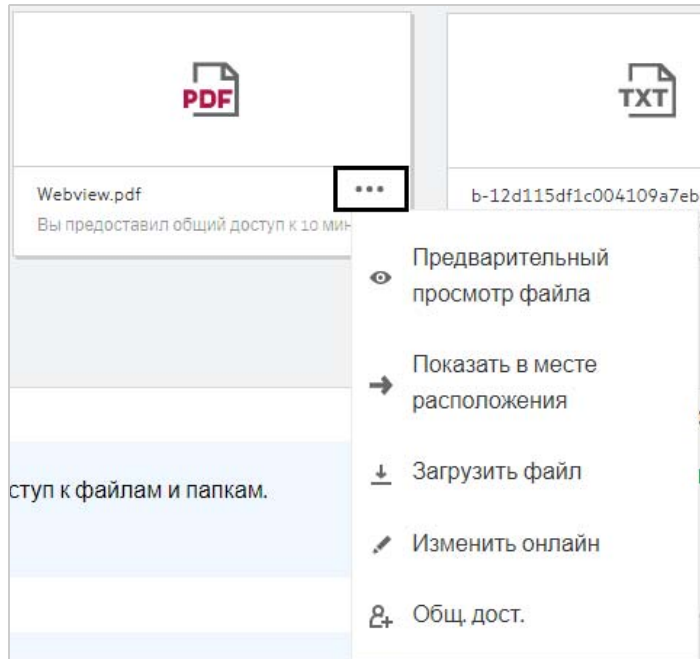 PDF
TXT
Webview.pdf
b-12d115df1c004109a7eb
Вы предоставил общий доступ к 10 мин
Предварительный
просмотр файла
Показать в месте
расположения
Загрузить файл
ступ к файлам и папкам.
Изменить онлайн
Общ. дост.